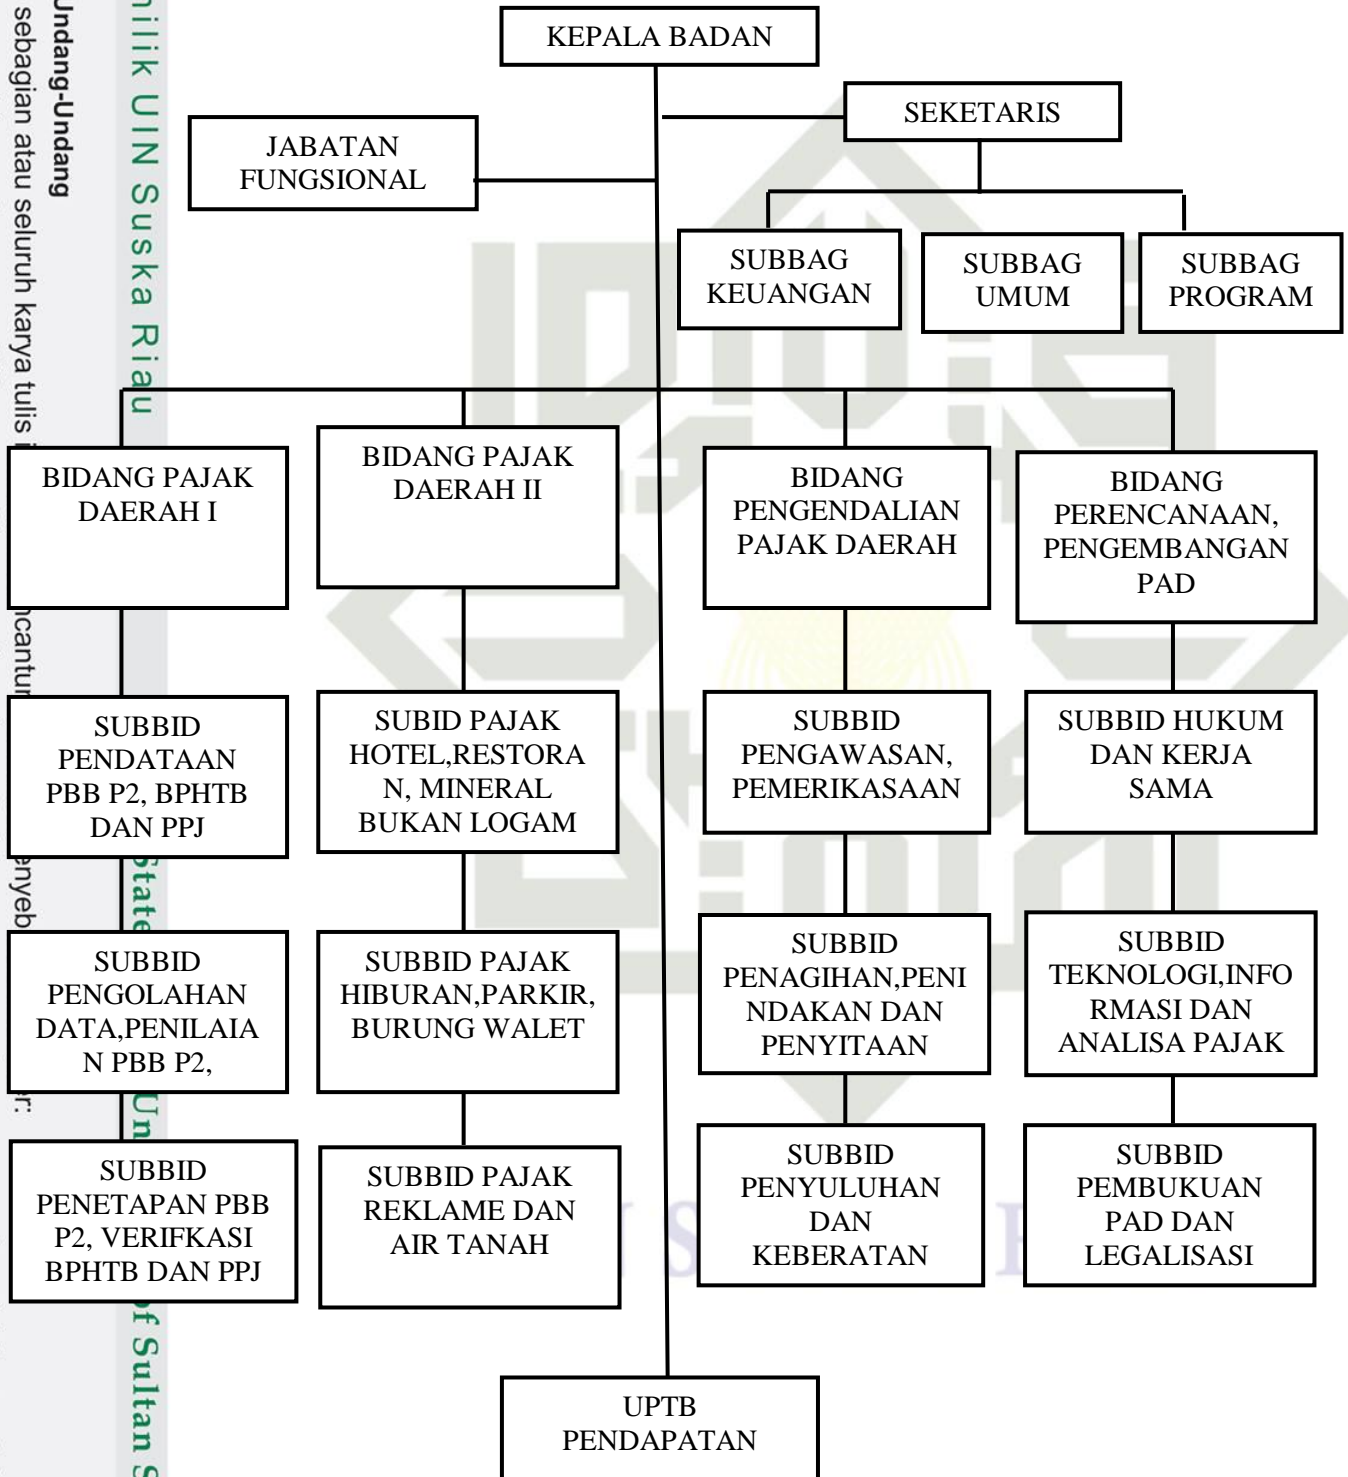 KEPALA BADAN
SEKETARIS
JABATAN
FUNGSIONAL
SUBBAG
KEUANGAN
SUBBAG
UMUM
SUBBAG
PROGRAM
BIDANG PAJAK
DAERAH I
BIDANG PAJAK
DAERAH II
BIDANG
PENGENDALIAN
PAJAK DAERAH
BIDANG
PERENCANAAN,
PENGEMBANGAN
PAD
SUBBID
PENDATAAN
PBB P2, BPHTB
DAN PPJ
SUBID PAJAK
HOTEL,RESTORA
N, MINERAL
BUKAN LOGAM
SUBBID
PENGAWASAN,
PEMERIKASAAN
SUBBID HUKUM
DAN KERJA
SAMA
SUBBID
PENGOLAHAN
DATA,PENILAIA
N PBB P2,
SUBBID PAJAK
HIBURAN,PARKIR,
BURUNG WALET
SUBBID
PENAGIHAN,PENI
NDAKAN DAN
PENYITAAN
SUBBID
TEKNOLOGI,INFO
RMASI DAN
ANALISA PAJAK
SUBBID
PENETAPAN PBB
P2, VERIFKASI
BPHTB DAN PPJ
SUBBID PAJAK
REKLAME DAN
AIR TANAH
SUBBID
PENYULUHAN
DAN
KEBERATAN
SUBBID
PEMBUKUAN
PAD DAN
LEGALISASI
UPTB
PENDAPATAN
milik UIN Suska Riau
State Un of Sultan S
Undang-Undang
sebagian atau seluruh karya tulis